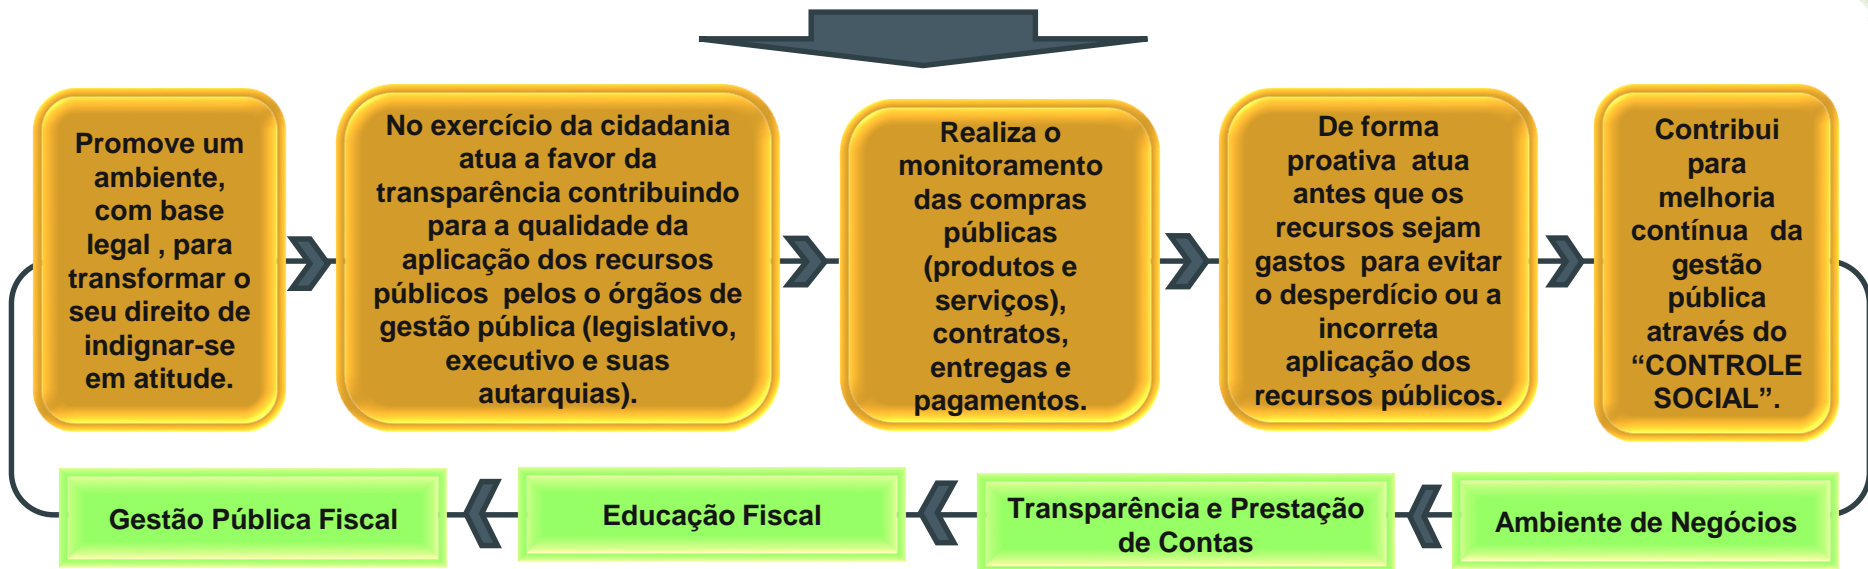 Promove um
ambiente,
com base
legal , para
transformar o
seu direito de
indignar-se
em atitude.
No exercício da cidadania
atua a favor da
transparência contribuindo
para a qualidade da
aplicação dos recursos
públicos pelos o órgãos de
gestão pública (legislativo,
executivo e suas
autarquias).
Realiza o
monitoramento
das compras
públicas
(produtos e
serviços),
contratos,
entregas e
pagamentos.
De forma
proativa atua
antes que os
recursos sejam
gastos para evitar
o desperdício ou a
incorreta
aplicação dos
recursos públicos.
Contribui
para
melhoria
contínua da
gestão
pública
através do
“CONTROLE
SOCIAL”.
Gestão Pública Fiscal
Educação Fiscal
Transparência e Prestação
de Contas
Ambiente de Negócios